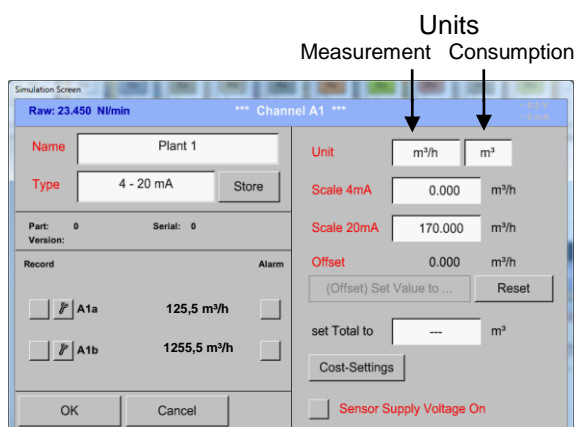 Units
Measurement Consumption
Simulation Screen
Raw: 23.450 Nl/min *** Channel A1 ***
Name Plant 1
Type 4 - 20 mA Store
Part: 0 Serial: 0
Version:
Record Alarm
A1a 125,5 m³/h
A1b 1255,5 m³/h
OK Cancel
Unit m³/h m³
Scale 4mA 0.000 m³/h
Scale 20mA 170.000 m³/h
Offset 0.000 m³/h
(Offset) Set Value to ... Reset
set Total to --- m³
Cost-Settings
Sensor Supply Voltage On